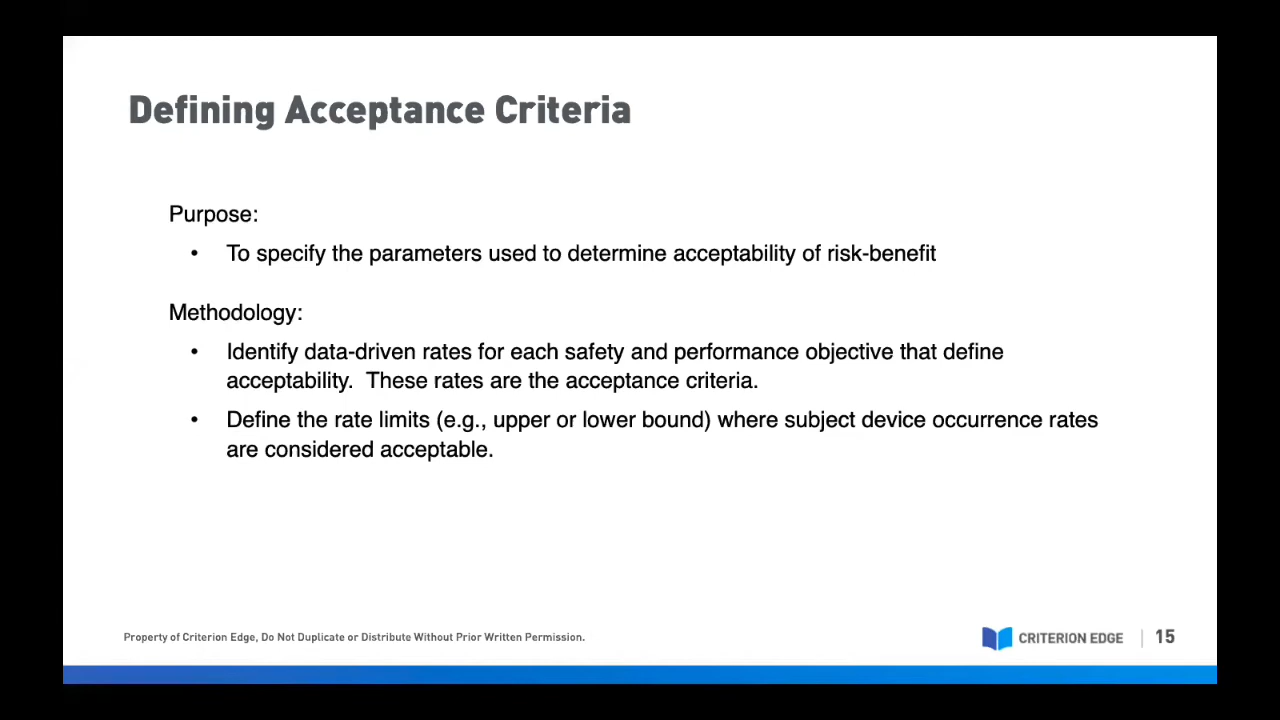 Defining Acceptance Criteria
Purpose:
• To specify the parameters used to determine acceptability of risk-benefit
Methodology:
• Identify data-driven rates for each safety and performance objective that define
acceptability.  These rates are the acceptance criteria.
• Define the rate limits (e.g., upper or lower bound) where subject device occurrence rates
are considered acceptable.
Property of Criterion Edge, Do Not Duplicate or Distribute Without Prior Written Permission.
CRITERION EDGE | 15